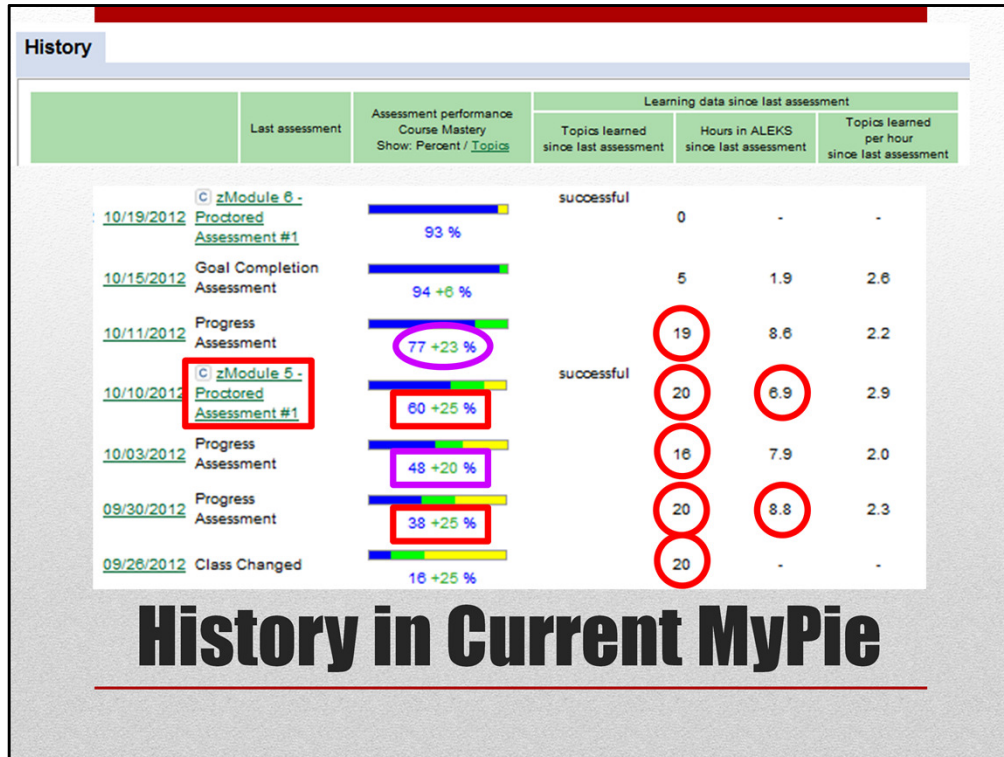 History
Learning data since last assessment
Last assessment
Assessment performance
Course Mastery
Show: Percent / Topics
Topics learned
since last assessment
Hours in ALEKS
since last assessment
Topics learned
per hour
since last assessment
10/19/2012
C zModule 6 -
Proctored
Assessment #1
93 %
successful
0 - -
10/15/2012
Goal Completion
Assessment
94 +6 %
5 1.9 2.6
10/11/2012
Progress
Assessment
77 +23 %
19 8.6 2.2
10/10/2012
C zModule 5 -
Proctored
Assessment #1
60 +25 %
successful
20 6.9 2.9
10/03/2012
Progress
Assessment
48 +20 %
16 7.9 2.0
09/30/2012
Progress
Assessment
38 +25 %
20 8.8 2.3
09/26/2012 Class Changed
16 +25 %
20 - -
History in Current MyPie